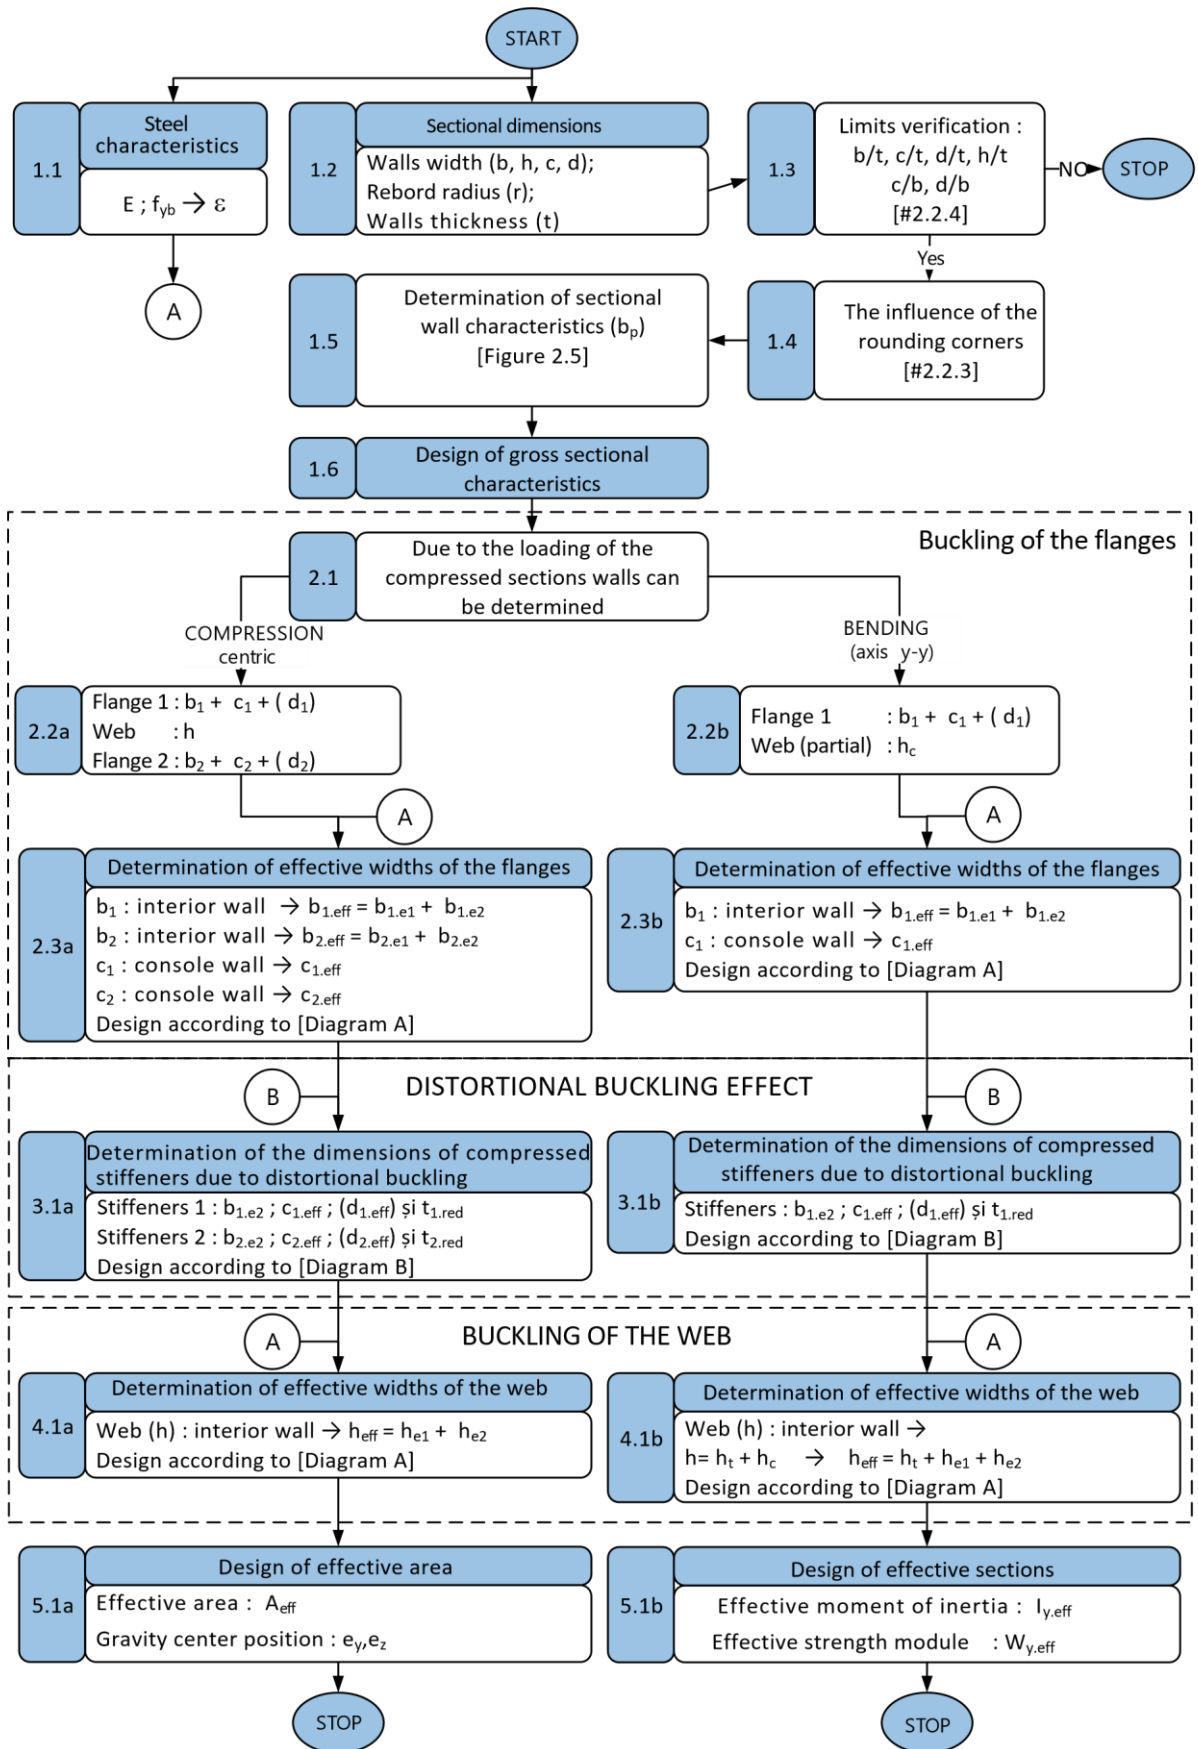 START
1.1
Steel
characteristics
E ; fyb → ε
A
1.2
Sectional dimensions
Walls width (b, h, c, d);
Rebord radius (r);
Walls thickness (t)
1.3
Limits verification :
b/t, c/t, d/t, h/t
c/b, d/b
[#2.2.4]
NO
STOP
Yes
1.5
Determination of sectional
wall characteristics (bp)
[Figure 2.5]
1.4
The influence of the
rounding corners
[#2.2.3]
1.6
Design of gross sectional
characteristics
Buckling of the flanges
2.1
Due to the loading of the
compressed sections walls can
be determined
COMPRESSION
centric
BENDING
(axis y-y)
2.2a
Flange 1 : b1 + c1 + ( d1)
Web : h
Flange 2 : b2 + c2 + (d2)
2.2b
Flange 1 : b1 + c1 + ( d1)
Web (partial) : hc
A
A
2.3a
Determination of effective widths of the flanges
b1 : interior wall → b1.eff = b1.e1 + b1.e2
b2 : interior wall → b2.eff = b2.e1 + b2.e2
c1 : console wall → c1.eff
c2 : console wall → c2.eff
Design according to [Diagram A]
2.3b
Determination of effective widths of the flanges
b1 : interior wall → b1.eff = b1.e1 + b1.e2
c1 : console wall → c1.eff
Design according to [Diagram A]
DISTORTIONAL BUCKLING EFFECT
B
B
3.1a
Determination of the dimensions of compressed
stiffeners due to distortional buckling
Stiffeners 1 : b1.e2 ; c1.eff ; (d1.eff) și t1.red
Stiffeners 2 : b2.e2 ; c2.eff ; (d2.eff) și t2.red
Design according to [Diagram B]
3.1b
Determination of the dimensions of compressed
stiffeners due to distortional buckling
Stiffeners : b1.e2 ; c1.eff ; (d1.eff) și t1.red
Design according to [Diagram B]
BUCKLING OF THE WEB
A
A
4.1a
Determination of effective widths of the web
Web (h) : interior wall → heff = he1 + he2
Design according to [Diagram A]
4.1b
Determination of effective widths of the web
Web (h) : interior wall →
h= ht + hc → heff = ht + he1 + he2
Design according to [Diagram A]
5.1a
Design of effective area
Effective area : Aeff
Gravity center position : ey,ez
5.1b
Design of effective sections
Effective moment of inertia : Iy.eff
Effective strength module : Wy.eff
STOP
STOP